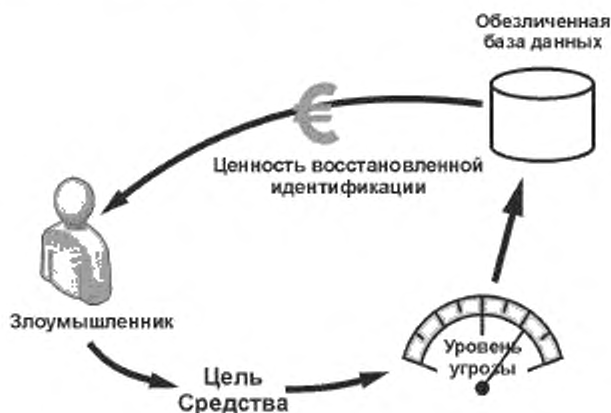 Обезличенная
база данных
€
Ценность восстановленной
идентификации
Злоумышленник
Уровень
угрозы
Цель
Средства